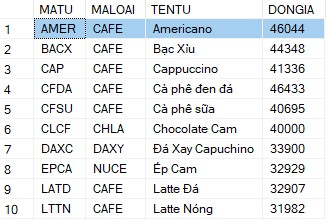 MATU MALOAI TENTU DONGIA
1 AMER CAFE Americano 46044
2 BACX CAFE Bạc Xỉu 44348
3 CAP CAFE Cappuccino 41336
4 CFDA CAFE Cà phê đen đá 46433
5 CFSU CAFE Cà phê sữa 40695
6 CLCF CHLA Chocolate Cam 40000
7 DAXC DAXY Đá Xay Capuchino 33900
8 EPCA NUCE Ép Cam 32929
9 LATD CAFE Latte Đá 32907
10 LTTN CAFE Latte Nóng 31982